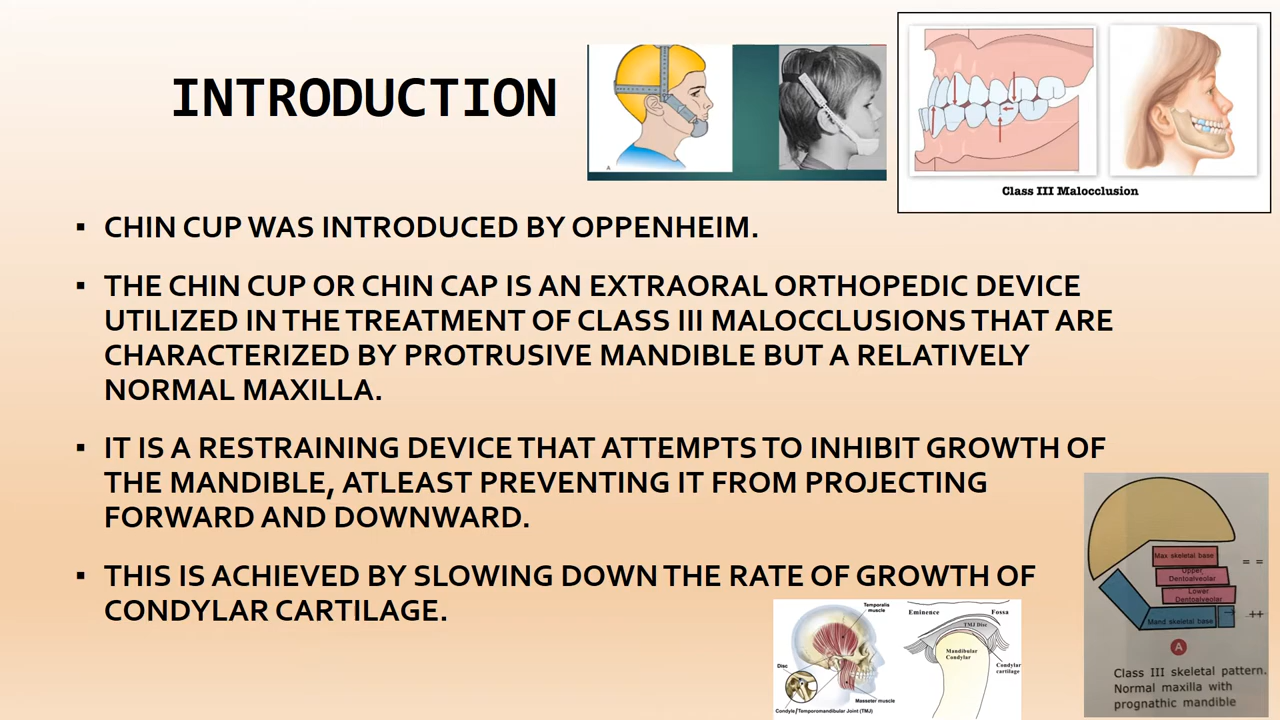 INTRODUCTION
A
Class III Malocclusion
▪ CHIN CUP WAS INTRODUCED BY OPPENHEIM.
▪ THE CHIN CUP OR CHIN CAP IS AN EXTRAORAL ORTHOPEDIC DEVICE
UTILIZED IN THE TREATMENT OF CLASS III MALOCCLUSIONS THAT ARE
CHARACTERIZED BY PROTRUSIVE MANDIBLE BUT A RELATIVELY
NORMAL MAXILLA.
▪ IT IS A RESTRAINING DEVICE THAT ATTEMPTS TO INHIBIT GROWTH OF
THE MANDIBLE, ATLEAST PREVENTING IT FROM PROJECTING
FORWARD AND DOWNWARD.
▪ THIS IS ACHIEVED BY SLOWING DOWN THE RATE OF GROWTH OF
CONDYLAR CARTILAGE.
Temporalis
muscle
Disc
Masseter muscle
Condyle/Temporomandibular Joint (TMJ)
Eminence
Fossa
TMJ Disc
Mandibular
Condylar
Condylar
cartilage
Max skeletal base
= =
Upper
Dentoalveolar
Lower
Dentoalveolar
Mand skeletal base
++
A
Class III skeletal pattern.
Normal maxilla with
prognathic mandible